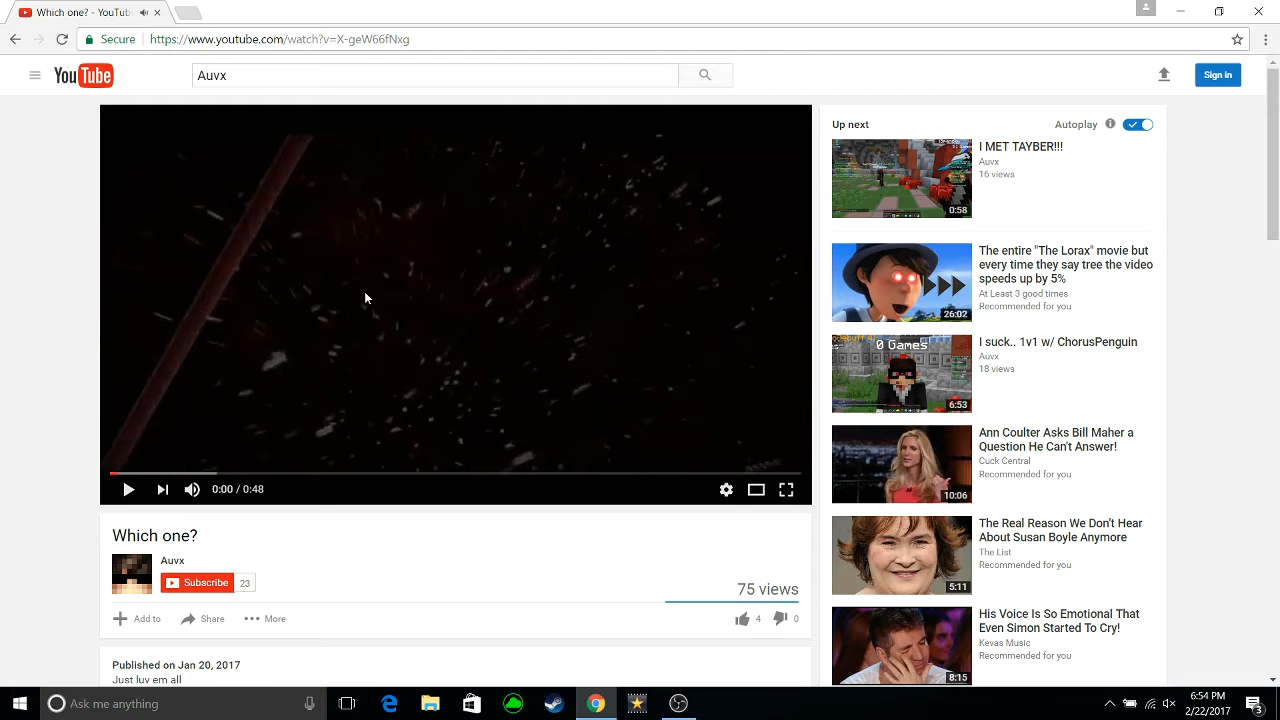 Which one? - YouTub
Secure
https://www.youtube.com/watch?v=X-geW66fNxg
YouTube
Auvx
Sign in
Up next
Autoplay
I MET TAYBER!!!
Auvx
16 views
0:58
The entire "The Lorax" movie but
every time they say tree the video
speeds up by 5%
At Least 3 good times
Recommended for you
26:02
0 Games
I suck.. 1v1 w/ ChorusPenguin
Auvx
18 views
6:53
Ann Coulter Asks Bill Maher a
Question He Can't Answer!
Cuck Central
Recommended for you
10:06
The Real Reason We Don't Hear
About Susan Boyle Anymore
The List
Recommended for you
5:11
His Voice Is So Emotional That
Even Simon Started To Cry!
Kevas Music
Recommended for you
8:15
0:00 / 0:48
Which one?
Auvx
Subscribe 23
75 views
Add to
Share
More
4
0
Published on Jan 20, 2017
Just luv em all
Ask me anything
6:54 PM
2/22/2017
3